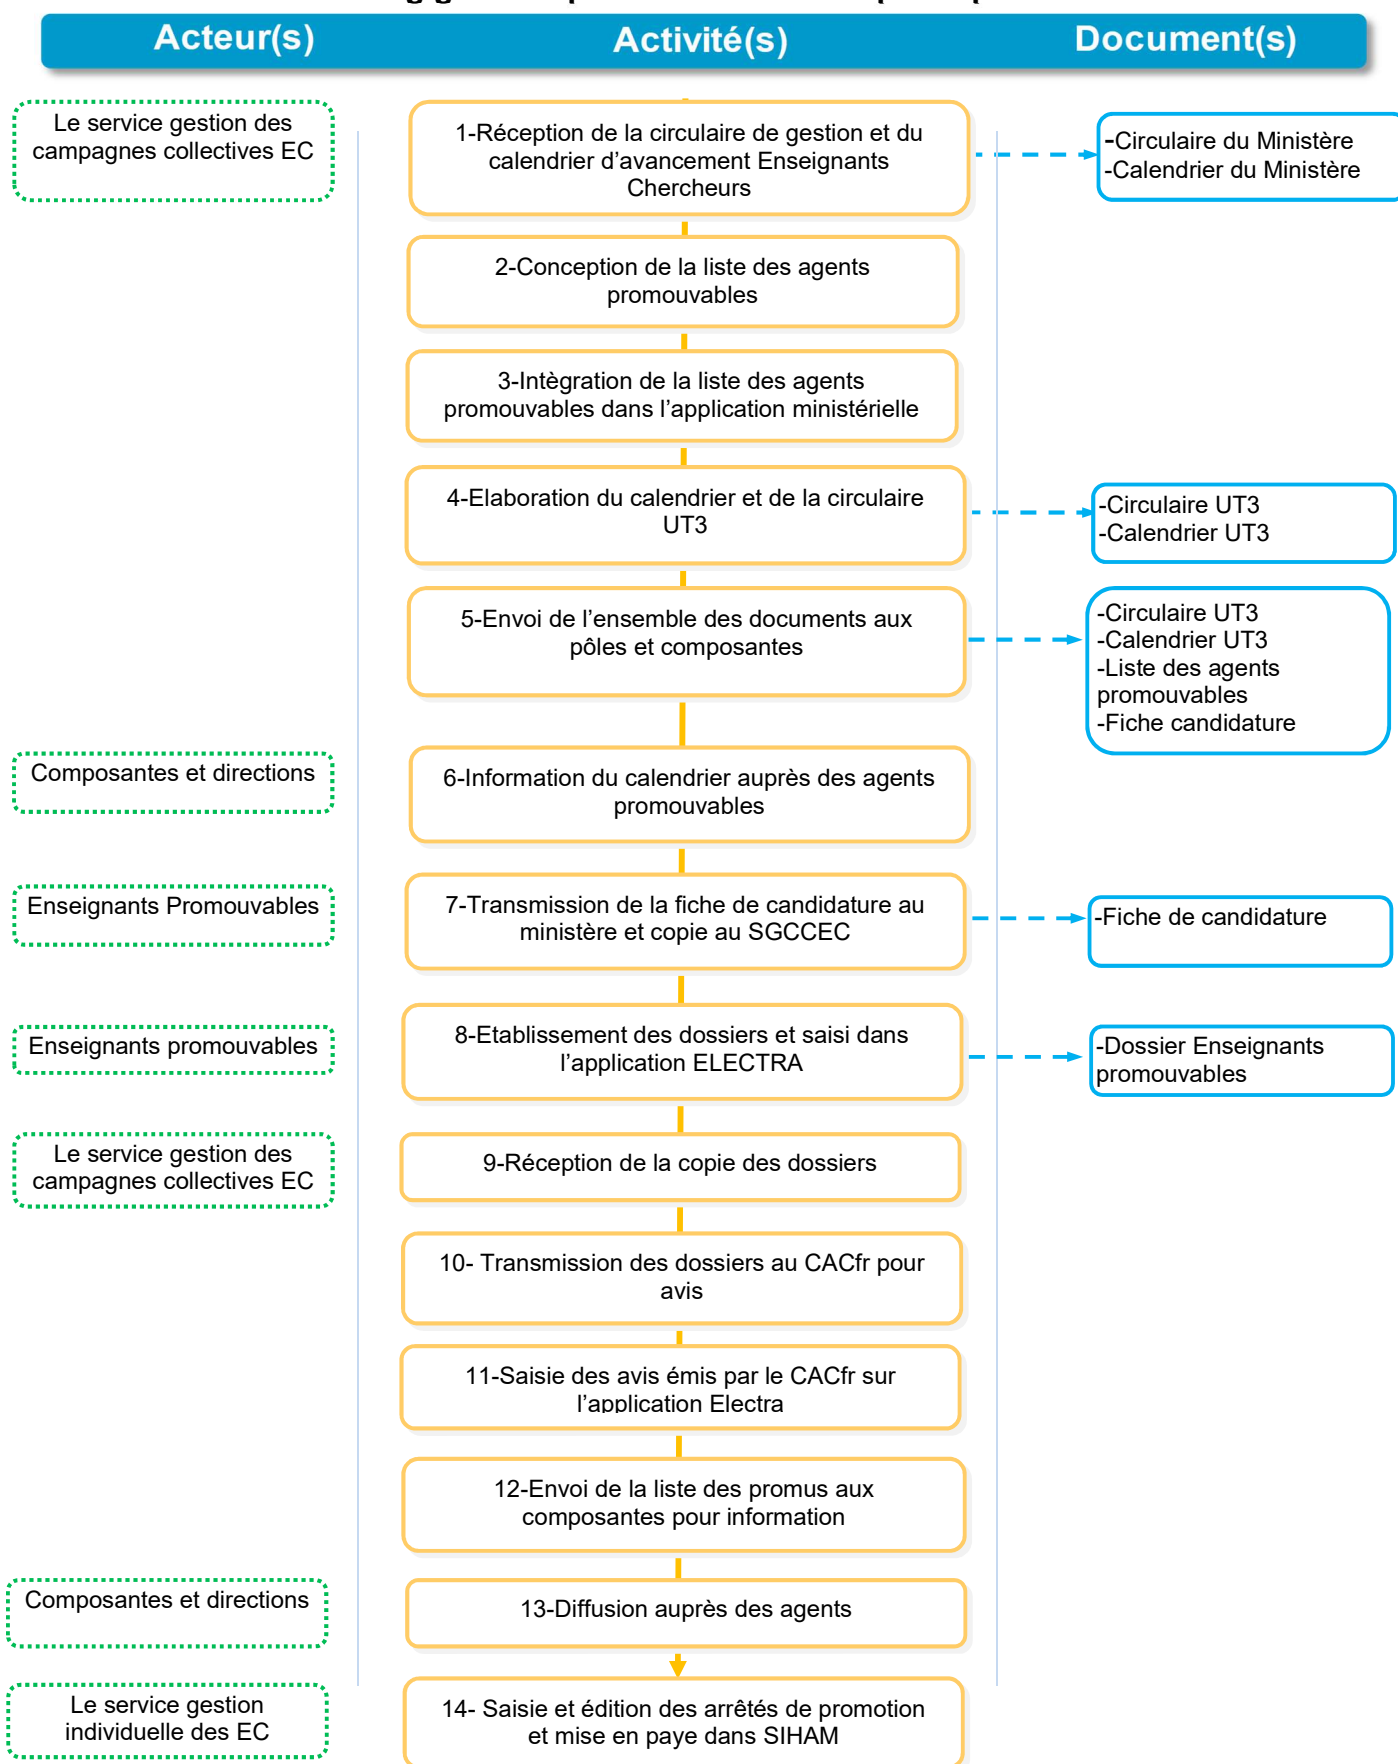 Acteur(s)
Activité(s)
Document(s)
Le service gestion des
campagnes collectives EC
1-Réception de la circulaire de gestion et du
calendrier d’avancement Enseignants
Chercheurs
-Circulaire du Ministère
-Calendrier du Ministère
2-Conception de la liste des agents
promouvables
3-Intègration de la liste des agents
promouvables dans l’application ministérielle
4-Elaboration du calendrier et de la circulaire
UT3
-Circulaire UT3
-Calendrier UT3
5-Envoi de l’ensemble des documents aux
pôles et composantes
-Circulaire UT3
-Calendrier UT3
-Liste des agents
promouvables
-Fiche candidature
Composantes et directions
6-Information du calendrier auprès des agents
promouvables
Enseignants Promouvables
7-Transmission de la fiche de candidature au
ministère et copie au SGCCEC
-Fiche de candidature
Enseignants promouvables
8-Etablissement des dossiers et saisi dans
l’application ELECTRA
-Dossier Enseignants
promouvables
Le service gestion des
campagnes collectives EC
9-Réception de la copie des dossiers
10- Transmission des dossiers au CACfr pour
avis
11-Saisie des avis émis par le CACfr sur
l’application Electra
12-Envoi de la liste des promus aux
composantes pour information
Composantes et directions
13-Diffusion auprès des agents
Le service gestion
individuelle des EC
14- Saisie et édition des arrêtés de promotion
et mise en paye dans SIHAM